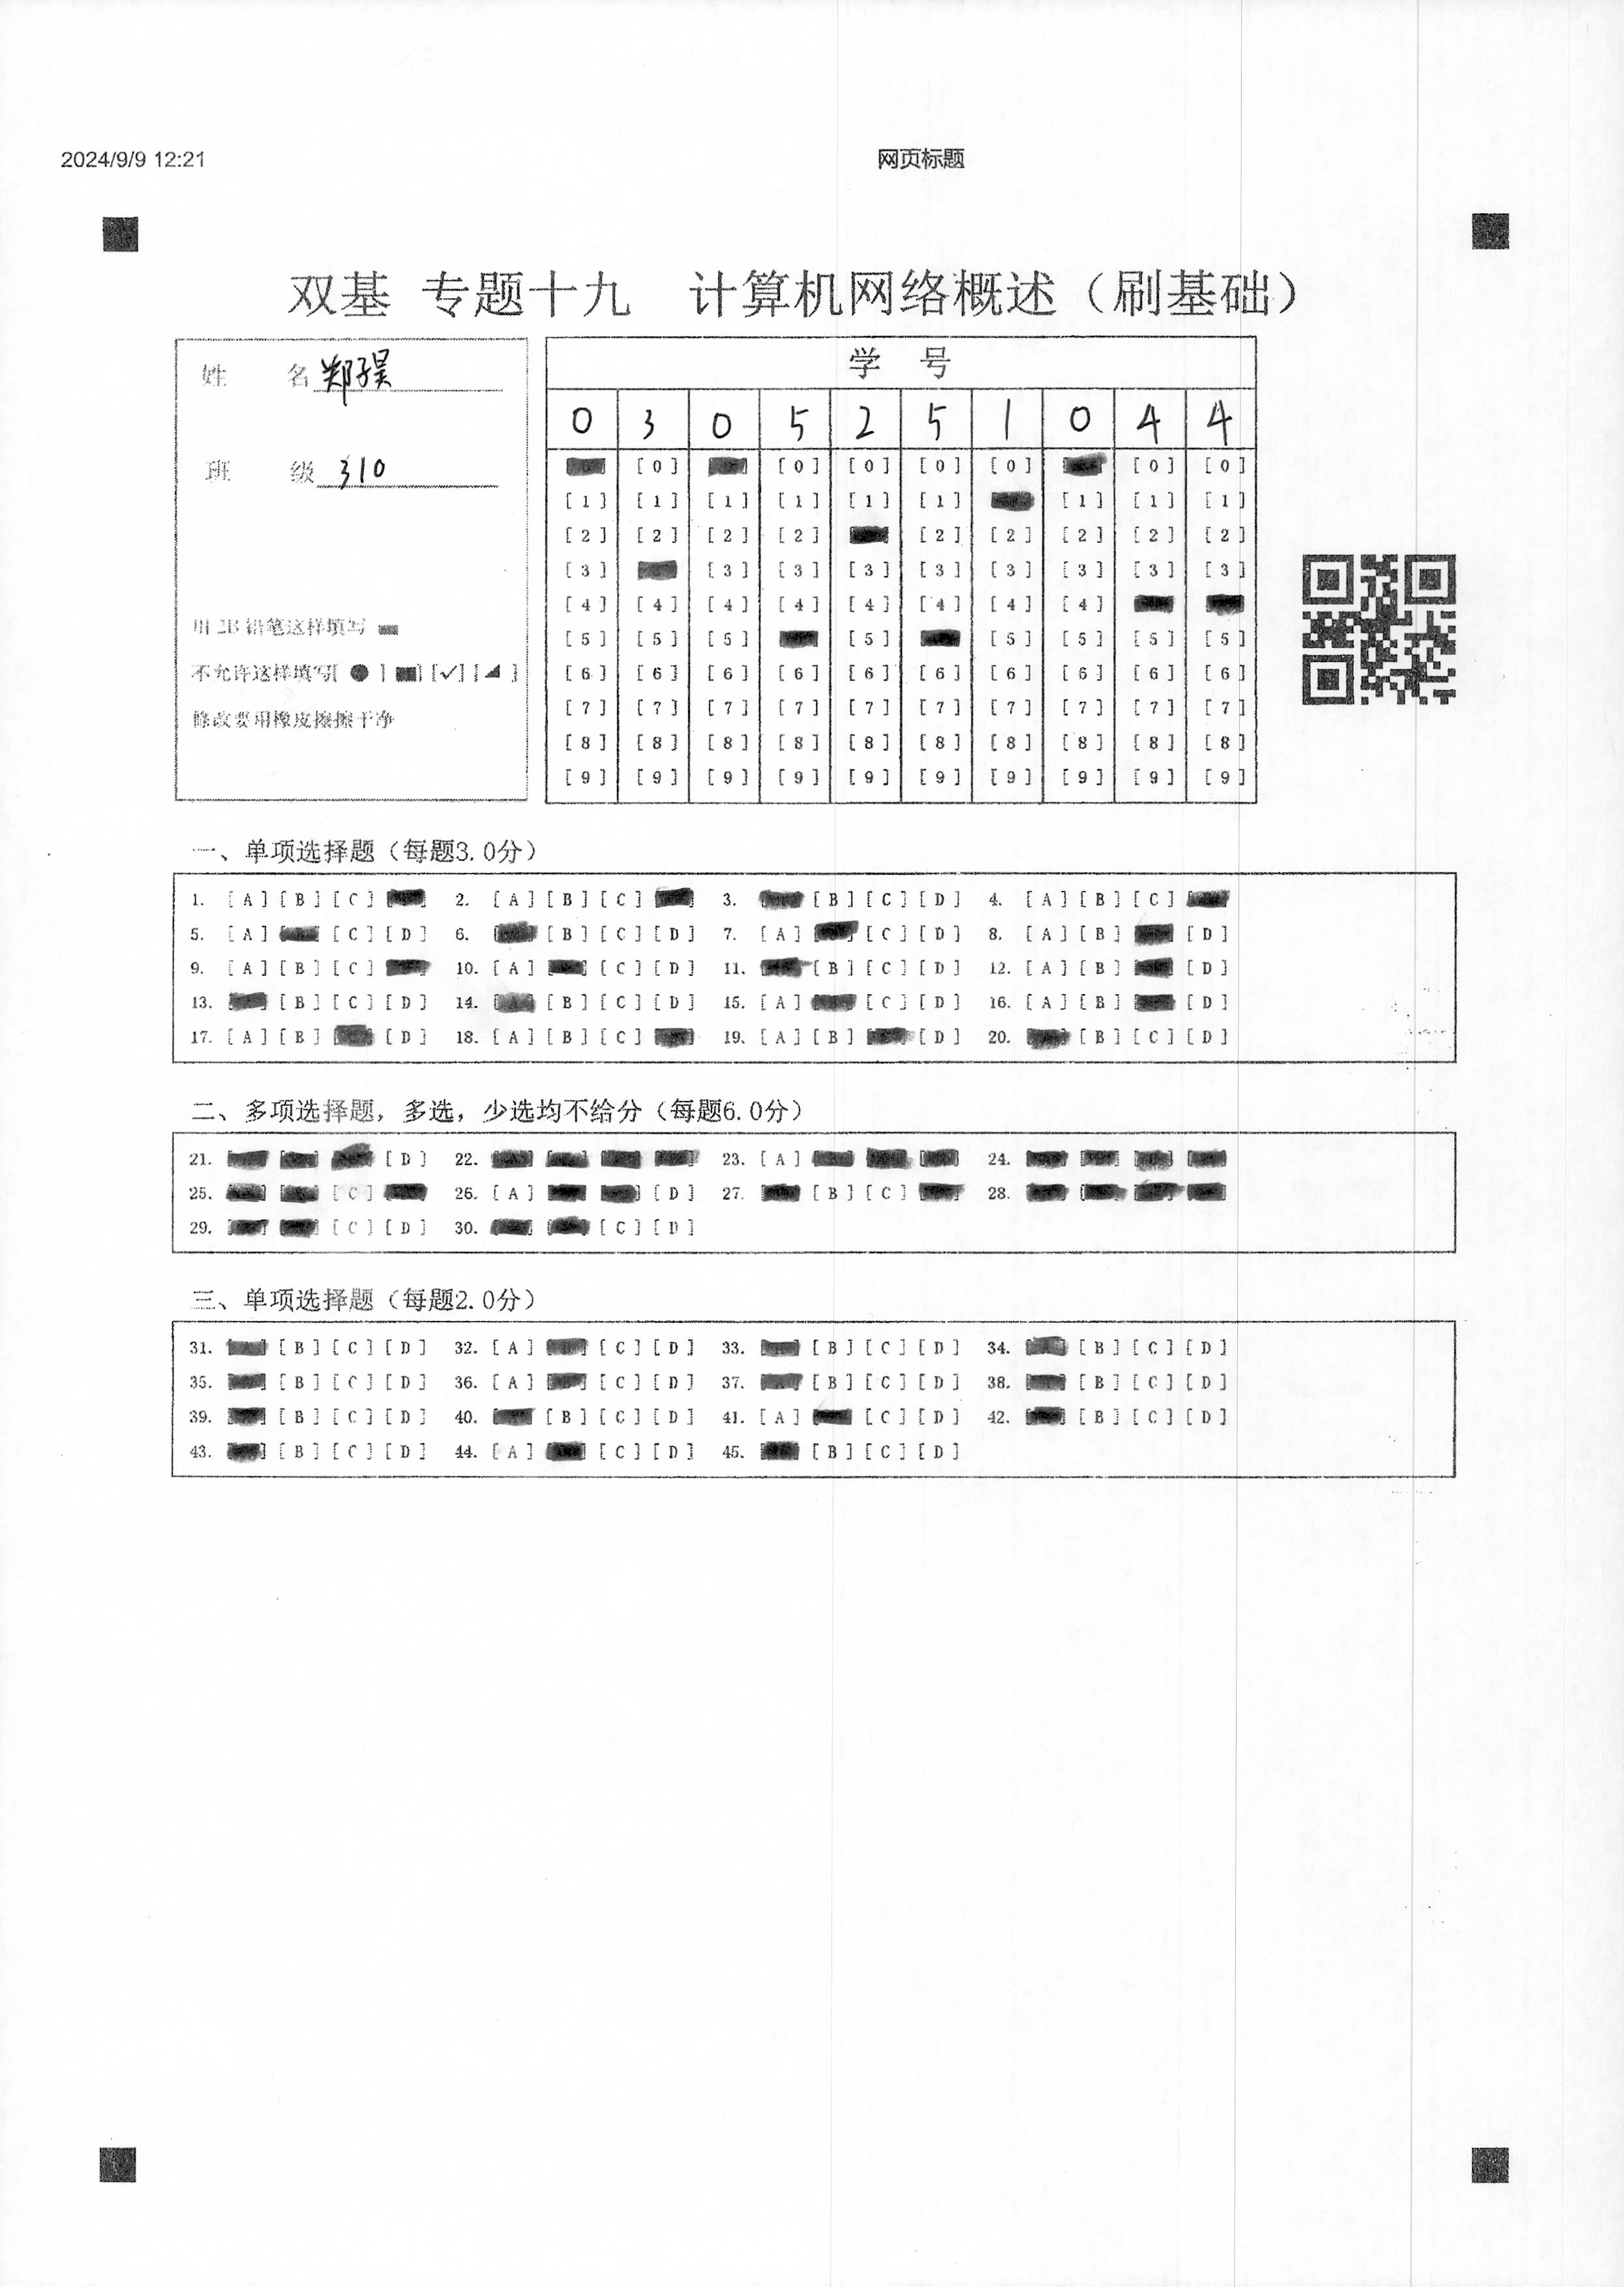 2024/9/9 12:21 网页标题
双基 专题十九 计算机网络概述（刷基础）
姓 名 郑子昊
班 级 310
用 2B 铅笔这样填写
不允许这样填写[ ● ] [■] [✓] [◢]
修改要用橡皮擦擦干净
学 号
0 3 0 5 2 5 1 0 4 4
[0] [0] [0] [0] [0] [0] [0]
[1] [1] [1] [1] [1] [1] [1] [1] [1]
[2] [2] [2] [2] [2] [2] [2] [2] [2]
[3] [3] [3] [3] [3] [3] [3] [3] [3]
[4] [4] [4] [4] [4] [4] [4] [4]
[5] [5] [5] [5] [5] [5] [5] [5]
[6] [6] [6] [6] [6] [6] [6] [6] [6] [6]
[7] [7] [7] [7] [7] [7] [7] [7] [7] [7]
[8] [8] [8] [8] [8] [8] [8] [8] [8] [8]
[9] [9] [9] [9] [9] [9] [9] [9] [9] [9]
一、单项选择题（每题3.0分）
1. [A] [B] [C] 2. [A] [B] [C] 3. [B] [C] [D] 4. [A] [B] [C]
5. [A] [C] [D] 6. [B] [C] [D] 7. [A] [C] [D] 8. [A] [B] [D]
9. [A] [B] [C] 10. [A] [C] [D] 11. [B] [C] [D] 12. [A] [B] [D]
13. [B] [C] [D] 14. [B] [C] [D] 15. [A] [C] [D] 16. [A] [B] [D]
17. [A] [B] [D] 18. [A] [B] [C] 19. [A] [B] [D] 20. [B] [C] [D]
二、多项选择题，多选，少选均不给分（每题6.0分）
21. [D] 22. 23. [A] 24.
25. [C] 26. [A] [D] 27. [B] [C] 28.
29. [C] [D] 30. [C] [D]
三、单项选择题（每题2.0分）
31. [B] [C] [D] 32. [A] [C] [D] 33. [B] [C] [D] 34. [B] [C] [D]
35. [B] [C] [D] 36. [A] [C] [D] 37. [B] [C] [D] 38. [B] [C] [D]
39. [B] [C] [D] 40. [B] [C] [D] 41. [A] [C] [D] 42. [B] [C] [D]
43. [B] [C] [D] 44. [A] [C] [D] 45. [B] [C] [D]